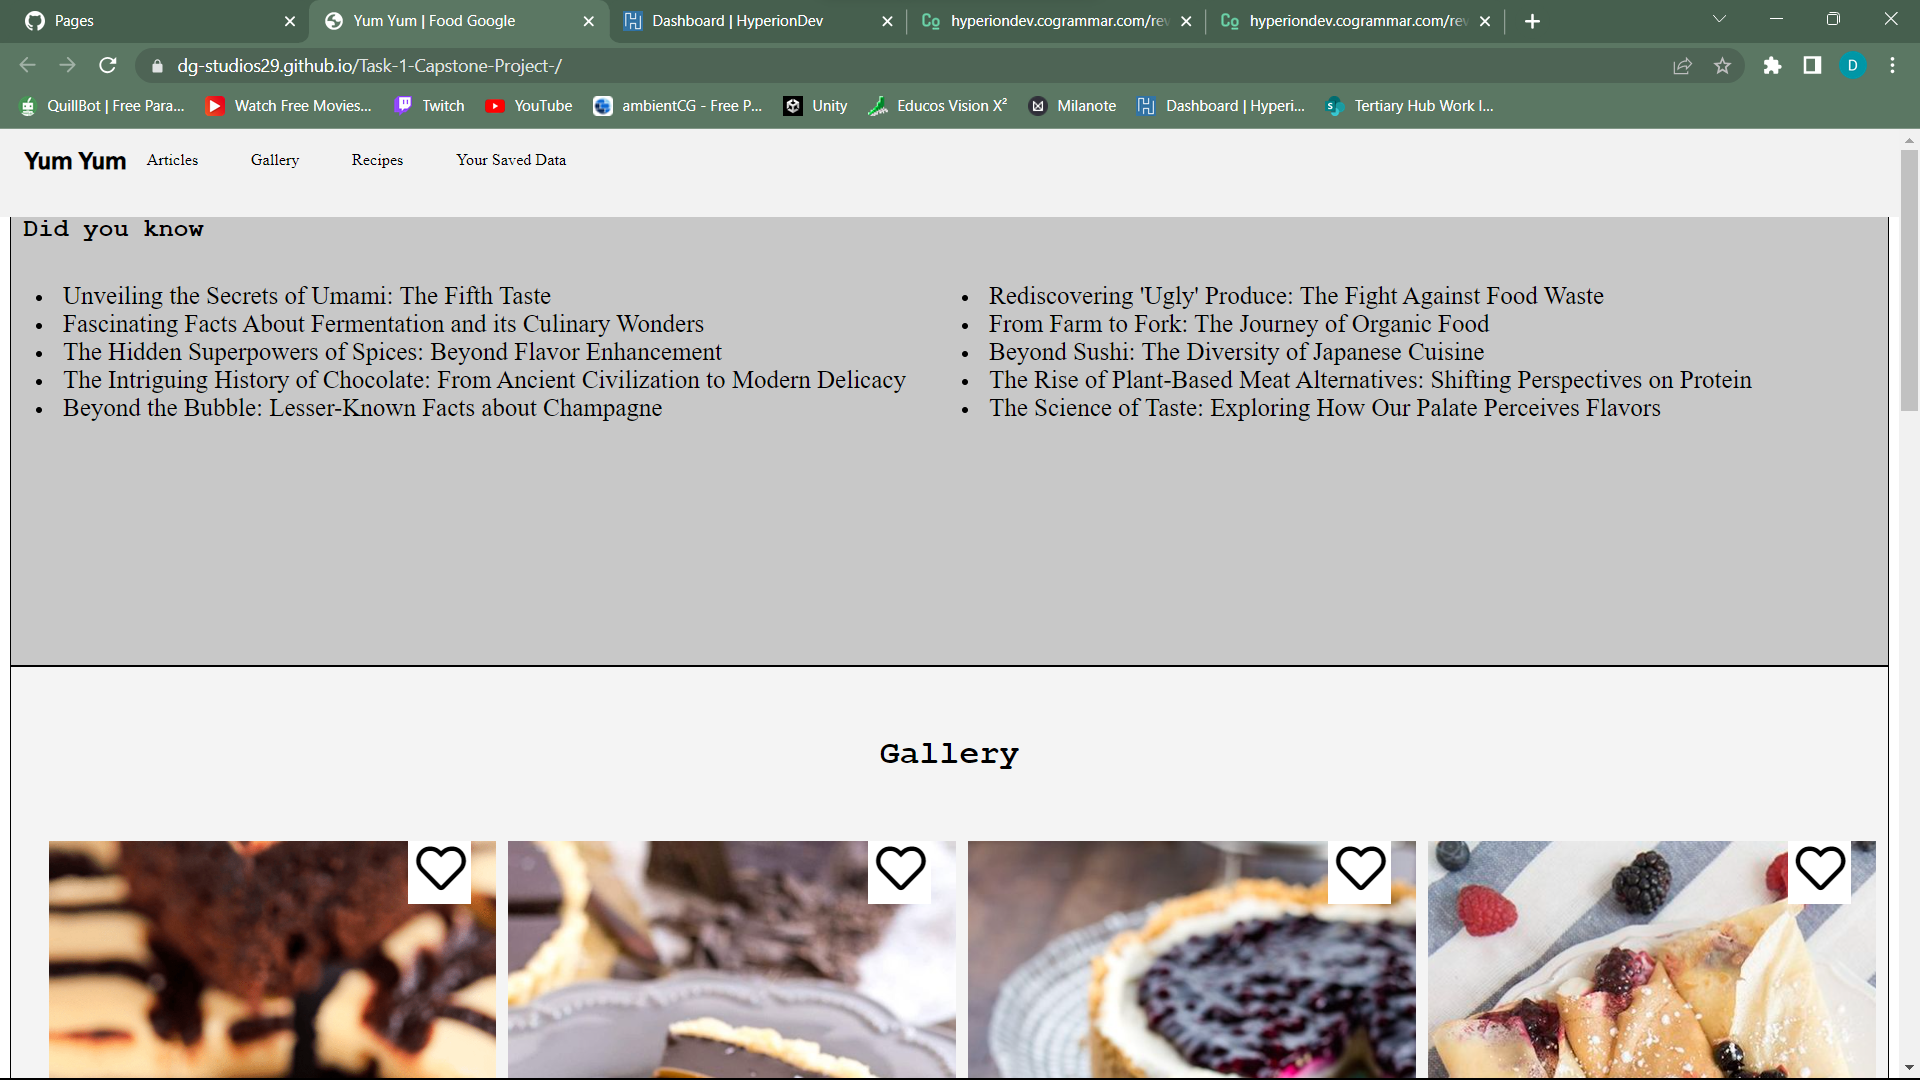 Pages
Yum Yum | Food Google
Dashboard | HyperionDev
hyperiondev.cogrammar.com/rev
hyperiondev.cogrammar.com/rev
dg-studios29.github.io/Task-1-Capstone-Project-/
D
QuillBot | Free Para...
Watch Free Movies...
Twitch
YouTube
ambientCG - Free P...
Unity
Educos Vision X²
Milanote
Dashboard | Hyperi...
Tertiary Hub Work I...
Yum Yum
Articles
Gallery
Recipes
Your Saved Data
Did you know
Unveiling the Secrets of Umami: The Fifth Taste
Fascinating Facts About Fermentation and its Culinary Wonders
The Hidden Superpowers of Spices: Beyond Flavor Enhancement
The Intriguing History of Chocolate: From Ancient Civilization to Modern Delicacy
Beyond the Bubble: Lesser-Known Facts about Champagne
Rediscovering 'Ugly' Produce: The Fight Against Food Waste
From Farm to Fork: The Journey of Organic Food
Beyond Sushi: The Diversity of Japanese Cuisine
The Rise of Plant-Based Meat Alternatives: Shifting Perspectives on Protein
The Science of Taste: Exploring How Our Palate Perceives Flavors
Gallery